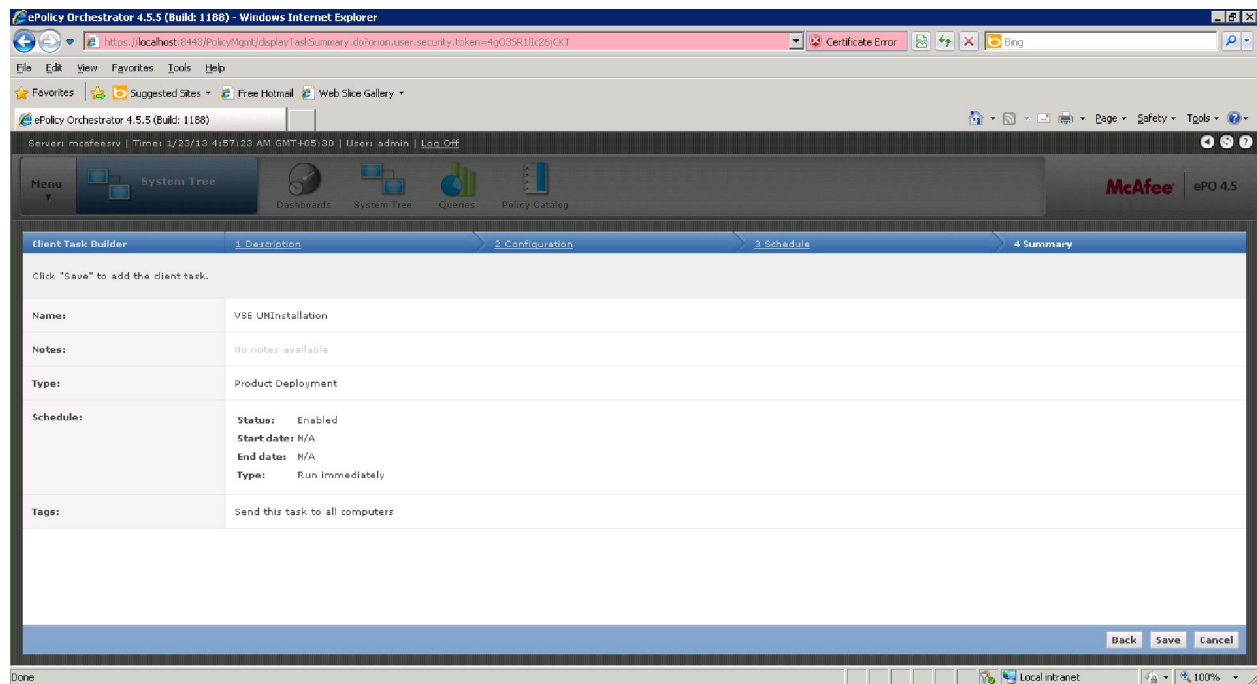 ePolicy Orchestrator 4.5.5 (Build: 1188) - Windows Internet Explorer
https://localhost:8443/PolicyMgmt/displayTaskSummary.do?orion.user.security.token=
Certificate Error
Bing
File Edit View Favorites Tools Help
Favorites Suggested Sites Free Hotmail Web Slice Gallery
ePolicy Orchestrator 4.5.5 (Build: 1188)
Page Safety Tools
Server: mcafeesrv | Time: 1/23/13 4:57:23 AM GMT+05:30 | User: admin | Log Off
Menu
System Tree
Dashboards
System Tree
Queries
Policy Catalog
McAfee
ePO 4.5
Client Task Builder
1 Description
2 Configuration
3 Schedule
4 Summary
Click "Save" to add the client task.
Name: VSE UNInstallation
Notes: No notes available
Type: Product Deployment
Schedule:
Status: Enabled
Start date: N/A
End date: N/A
Type: Run immediately
Tags: Send this task to all computers
Back Save Cancel
Done
Local intranet
100%